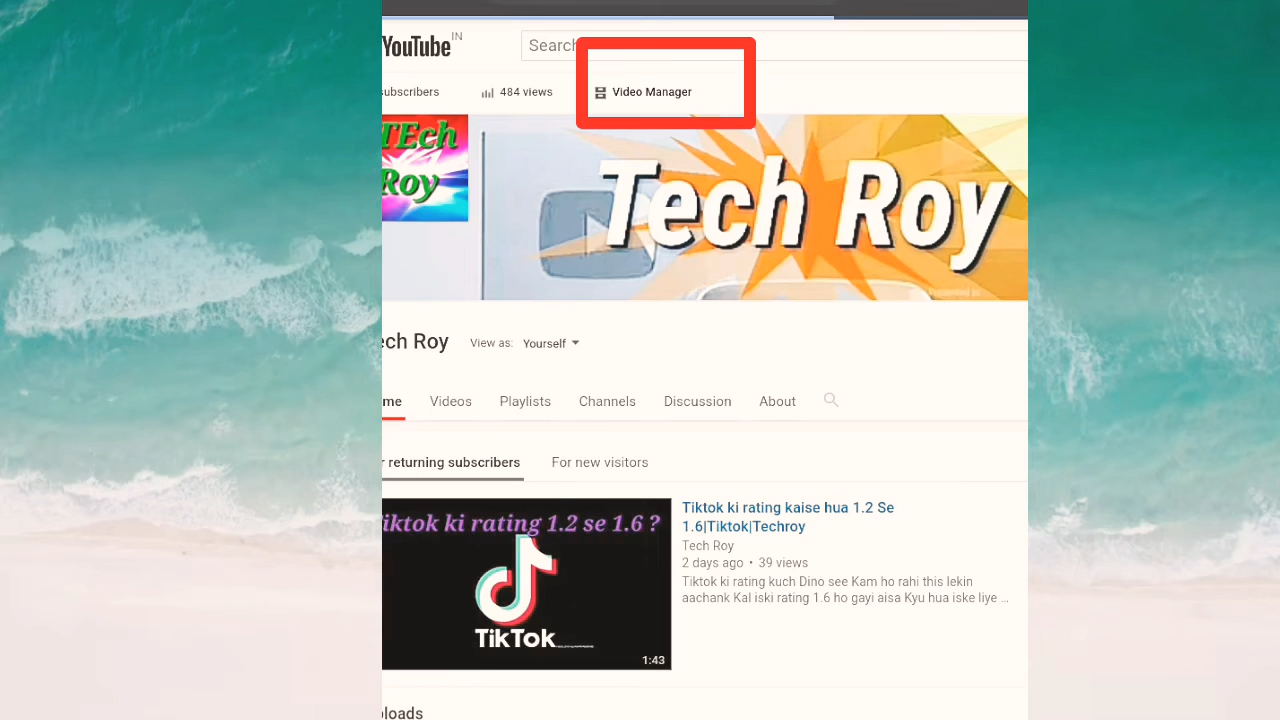 YouTube IN
Search
subscribers 484 views Video Manager
TEch
Roy
Tech Roy
ech Roy View as: Yourself
me Videos Playlists Channels Discussion About
r returning subscribers For new visitors
iktok ki rating 1.2 se 1.6 ?
TikTok
1:43
Tiktok ki rating kaise hua 1.2 Se
1.6|Tiktok|Techroy
Tech Roy
2 days ago • 39 views
Tiktok ki rating kuch Dino see Kam ho rahi this lekin
aachank Kal iski rating 1.6 ho gayi aisa Kyu hua iske liye ...
loads